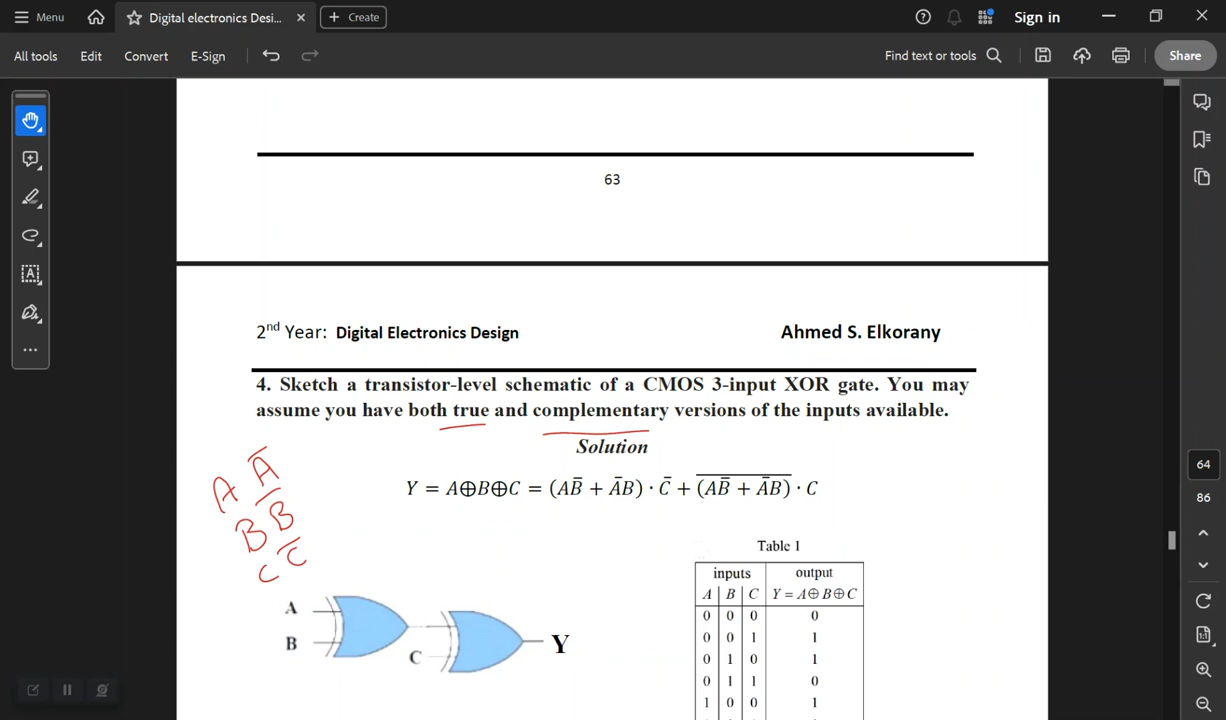 Menu
Digital electronics Desi...
Create
Sign in
All tools
Edit
Convert
E-Sign
Find text or tools
Share
63
2nd Year: Digital Electronics Design
Ahmed S. Elkorany
4. Sketch a transistor-level schematic of a CMOS 3-input XOR gate. You may
assume you have both true and complementary versions of the inputs available.
Solution
Y = A⊕B⊕C = (AB̅ + A̅B) · C̅ + \overline{(AB̅ + A̅B)} · C
A A̅
B B̅
C C̅
A
B
C
Y
Table 1
inputs output
A B C Y = A ⊕ B ⊕ C
0 0 0 0
0 0 1 1
0 1 0 1
0 1 1 0
1 0 0 1
64
86